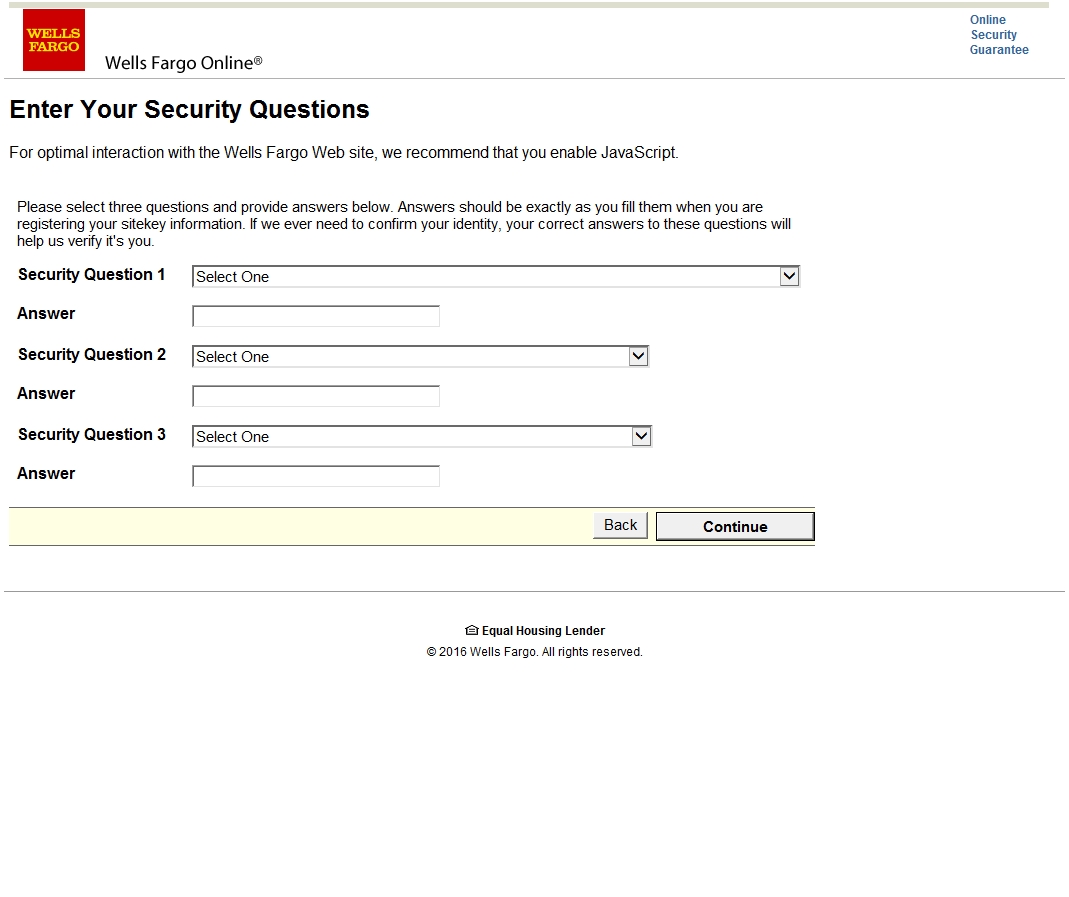 WELLS
FARGO
Wells Fargo Online®
Online
Security
Guarantee
Enter Your Security Questions
For optimal interaction with the Wells Fargo Web site, we recommend that you enable JavaScript.
Please select three questions and provide answers below. Answers should be exactly as you fill them when you are
registering your sitekey information. If we ever need to confirm your identity, your correct answers to these questions will
help us verify it's you.
Security Question 1 Select One
Answer
Security Question 2 Select One
Answer
Security Question 3 Select One
Answer
Back Continue
Equal Housing Lender
© 2016 Wells Fargo. All rights reserved.